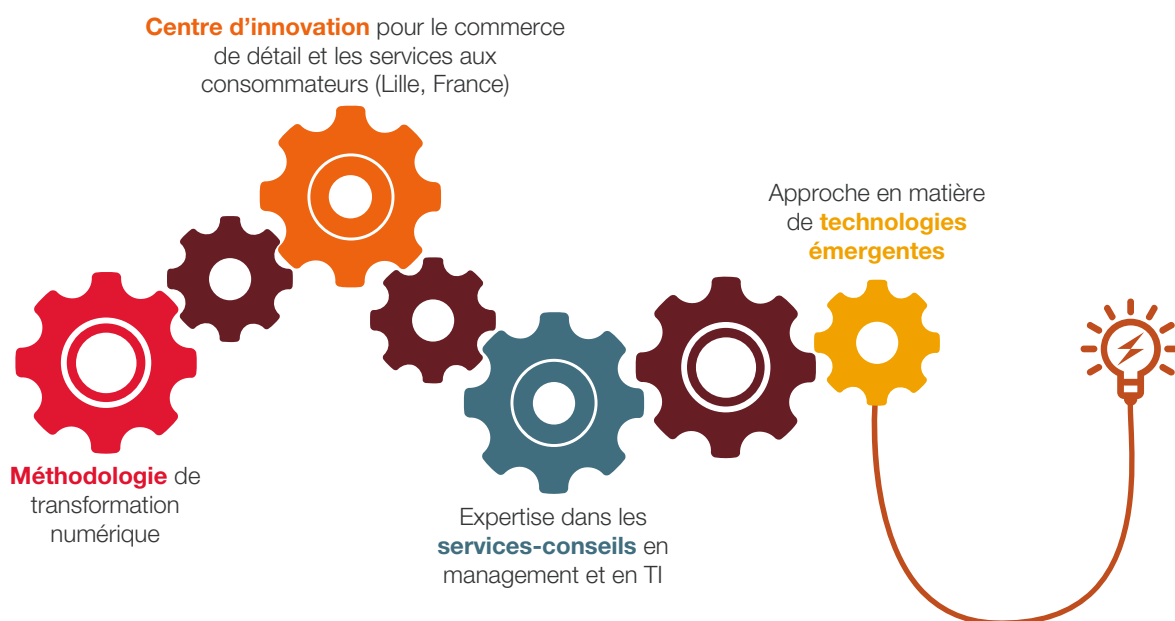 Centre d’innovation pour le commerce
de détail et les services aux
consommateurs (Lille, France)
Approche en matière
de technologies
émergentes
Méthodologie de
transformation
numérique
Expertise dans les
services-conseils en
management et en TI